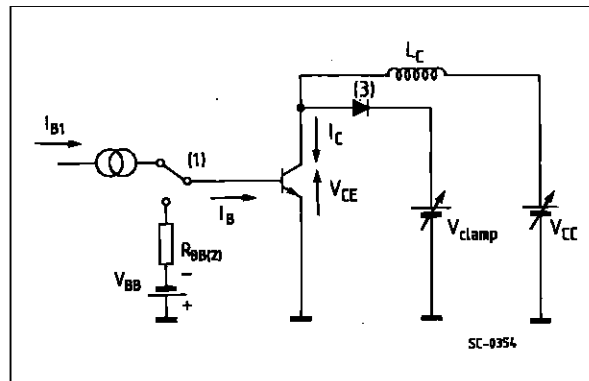 L_C
(3)
I_B1
(1)
I_C
V_CE
I_B
V_clamp
V_CC
R_BB(2)
V_BB
-
+
SC-0354